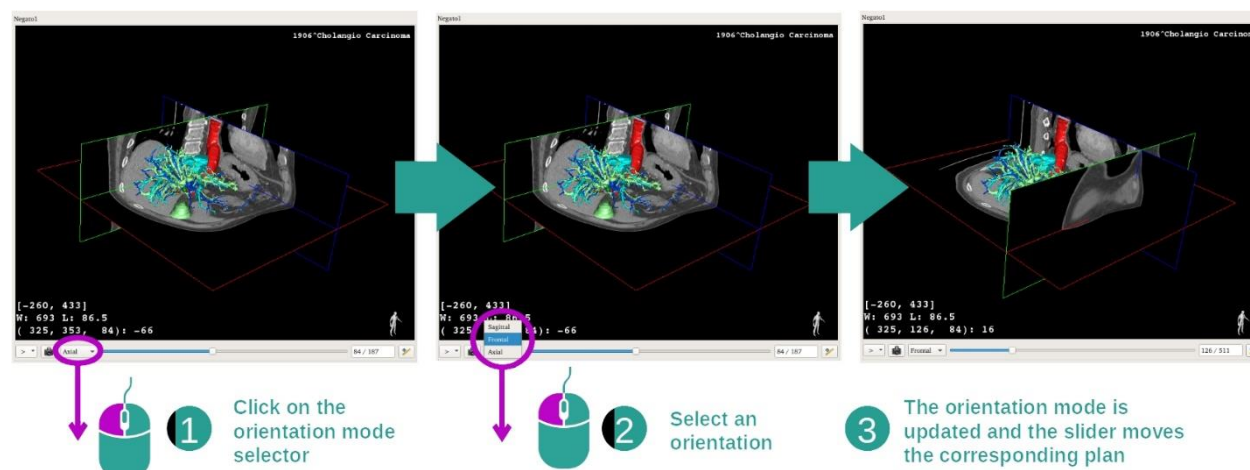 Negato1
1906^Cholangio Carcinoma
[-260, 433]
W: 693 L: 86.5
( 325, 353, 84): -66
> Axial 84 / 187
Negato1
1906^Cholangio Carcinoma
[-260, 433]
W: 693 L: 86.5
( 325 84): -66
Sagittal
Frontal
Axial
> 84 / 187
Negato1
1906^Cholangio Carcinoma
[-260, 433]
W: 693 L: 86.5
( 325, 126, 84): 16
> Frontal 126 / 511
1
Click on the
orientation mode
selector
2
Select an
orientation
3
The orientation mode is
updated and the slider moves
the corresponding plan